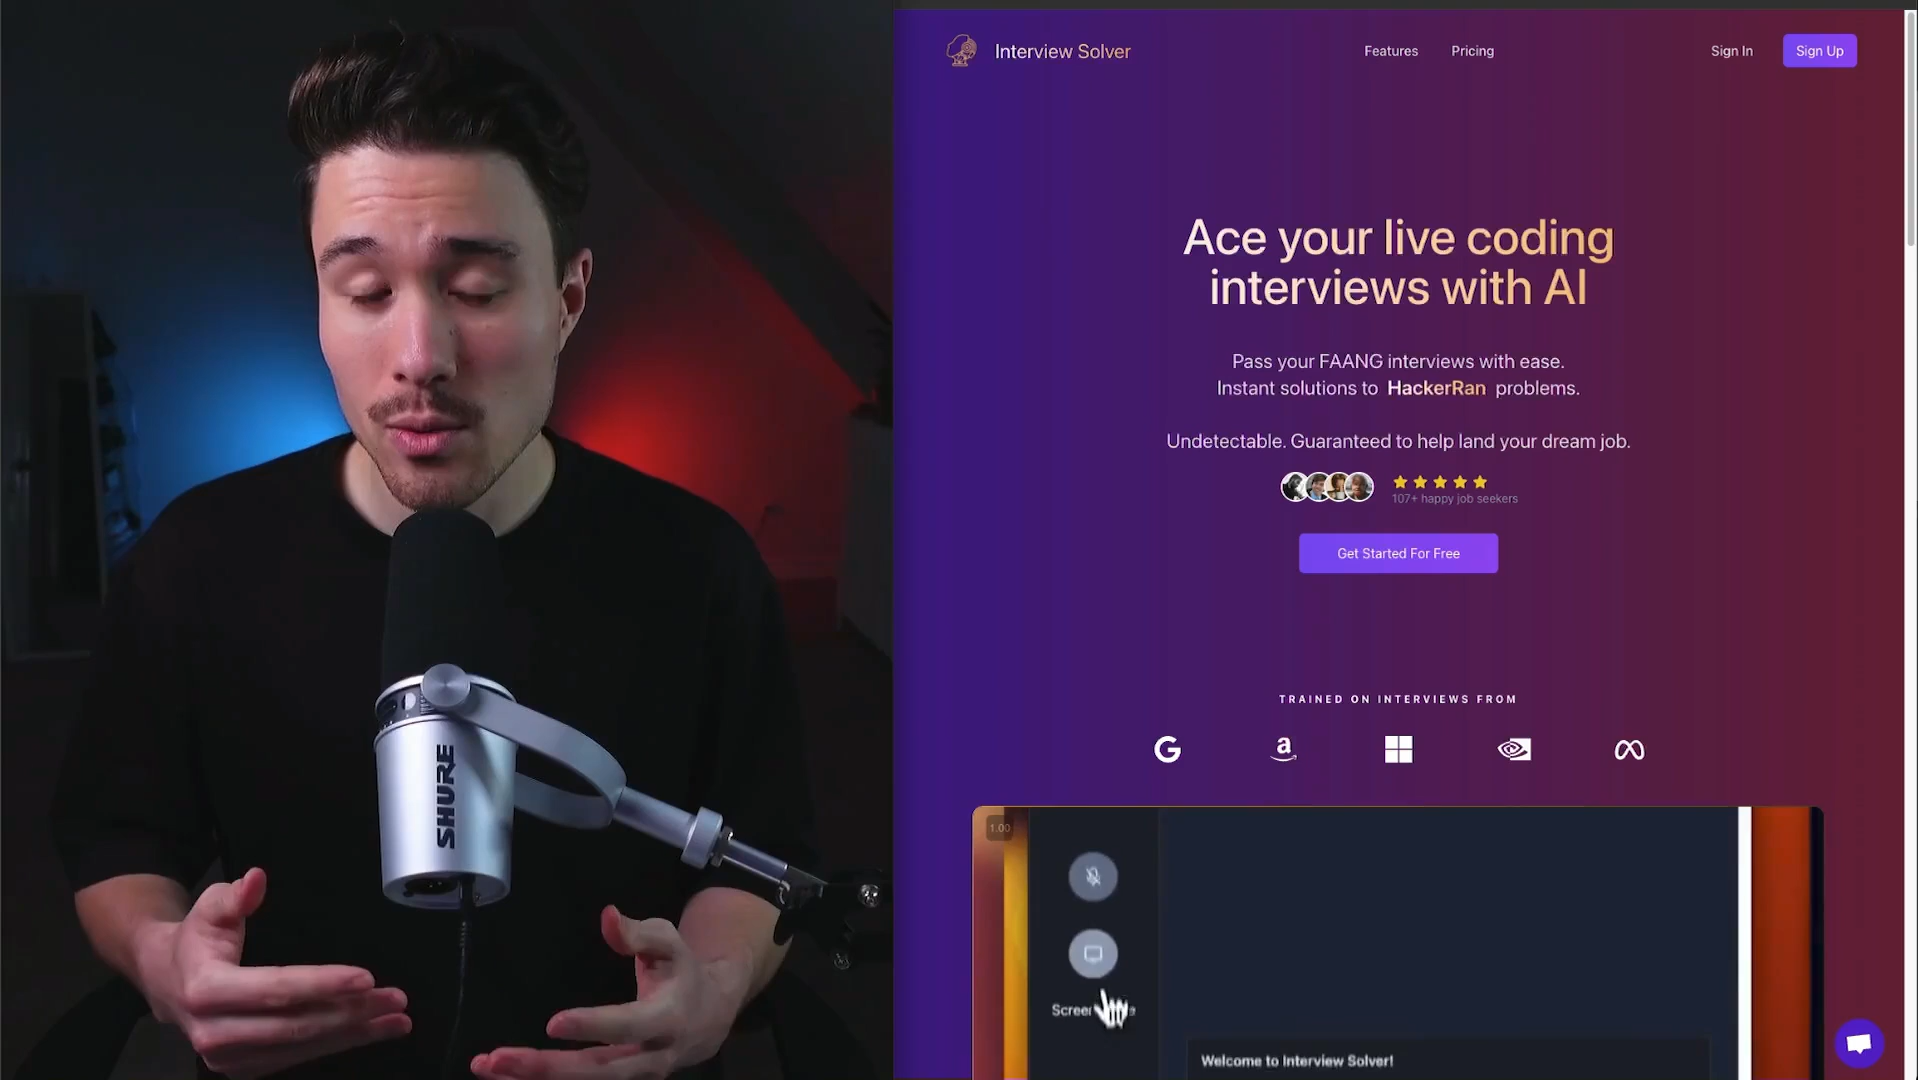 Interview Solver
Features
Pricing
Sign In
Sign Up
Ace your live coding
interviews with AI
Pass your FAANG interviews with ease.
Instant solutions to HackerRan problems.
Undetectable. Guaranteed to help land your dream job.
107+ happy job seekers
Get Started For Free
TRAINED ON INTERVIEWS FROM
1.00
SHURE
Welcome to Interview Solver!